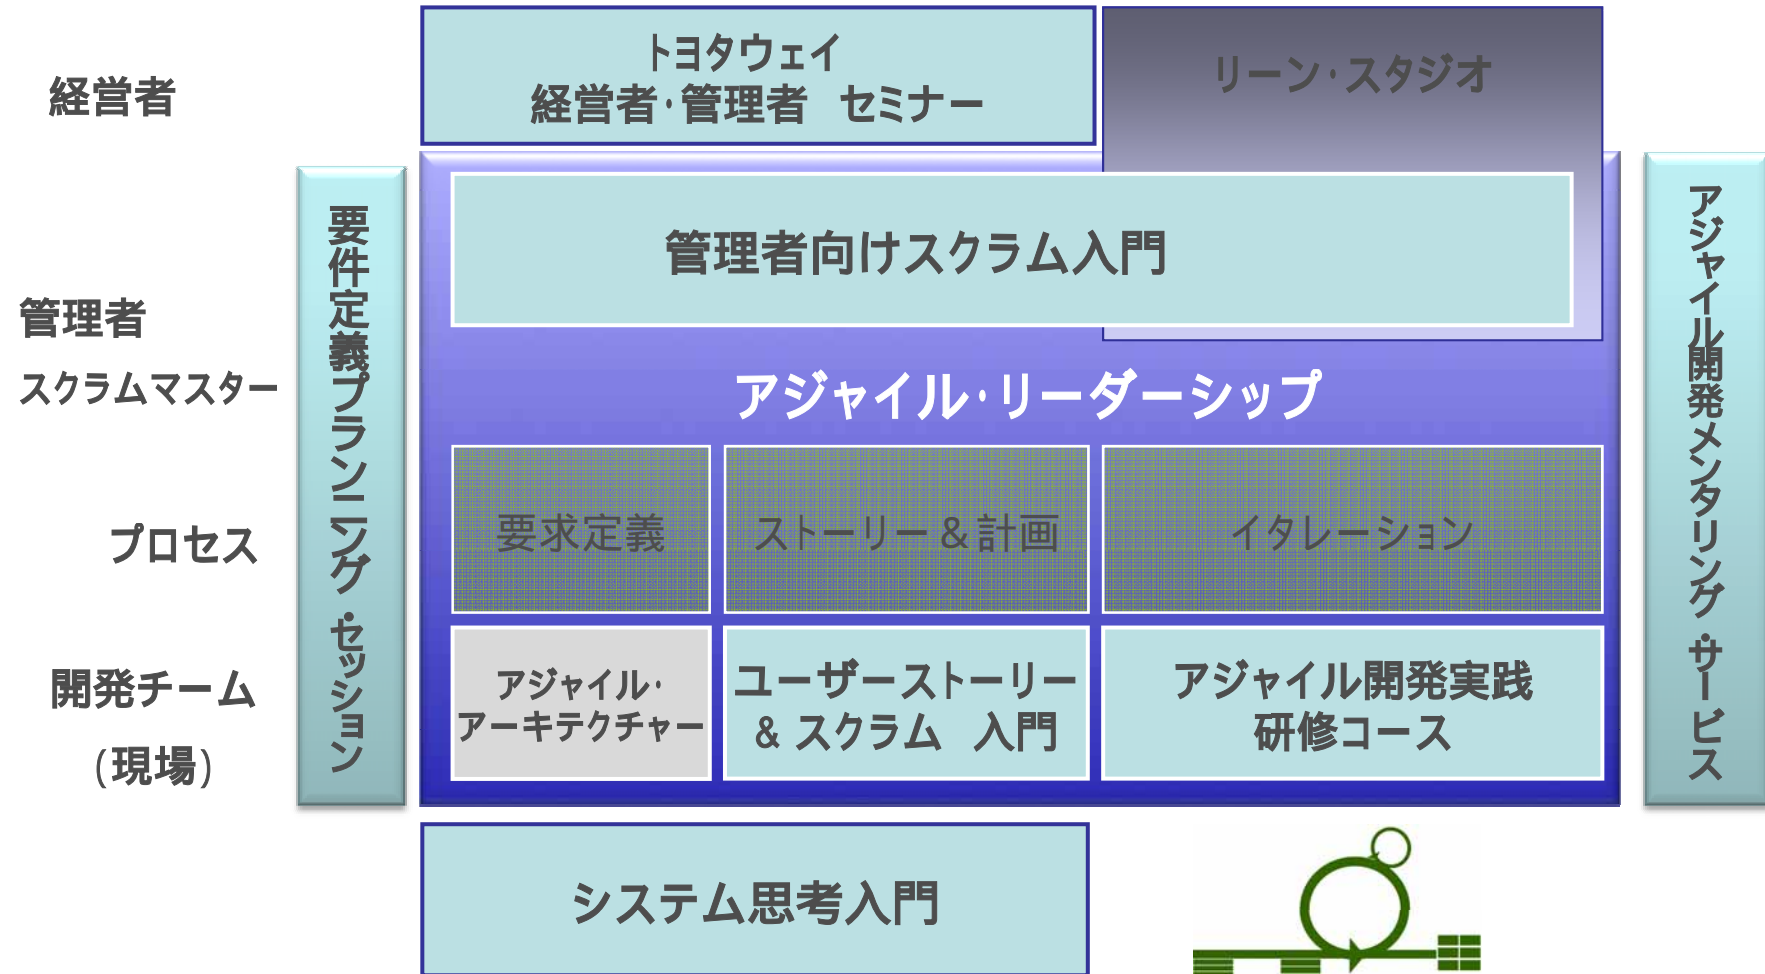 経営者
トヨタウェイ
経営者・管理者　セミナー
リーン・スタジオ
要件定義プランニング・セッション
アジャイル開発メンタリング・サービス
管理者向けスクラム入門
管理者
スクラムマスター
アジャイル・リーダーシップ
プロセス
要求定義
ストーリー＆計画
イタレーション
開発チーム
(現場)
アジャイル・
アーキテクチャー
ユーザーストーリー
& スクラム　入門
アジャイル開発実践
研修コース
システム思考入門